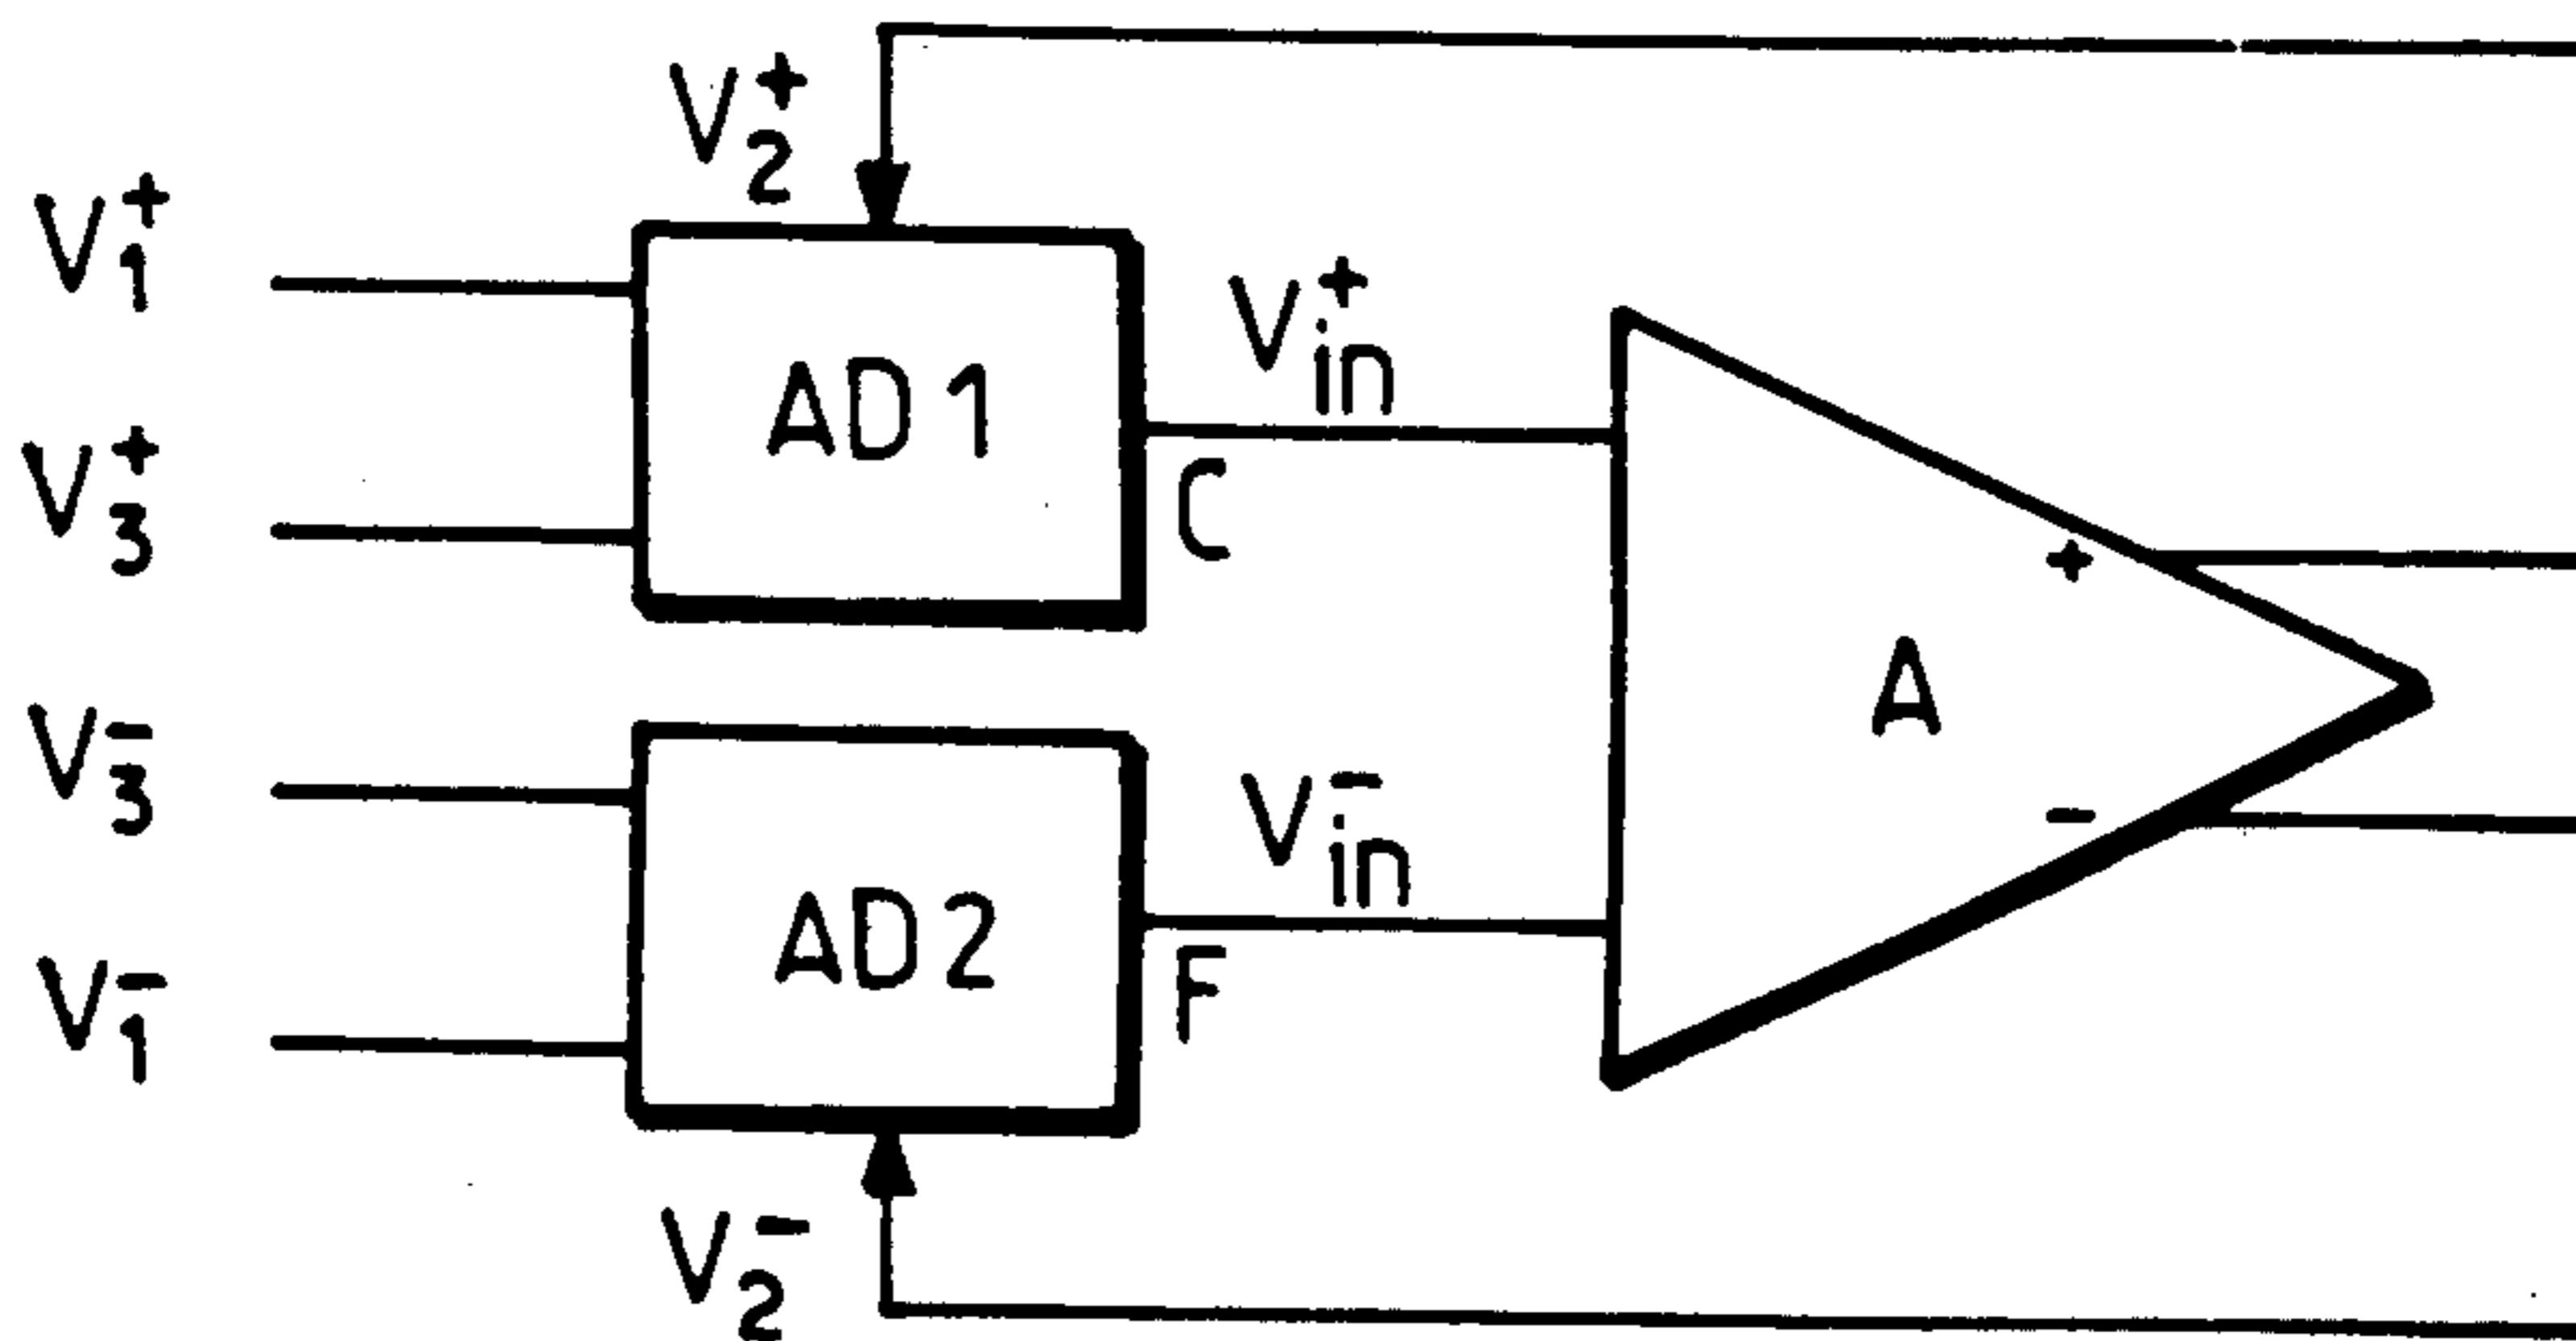 V₂⁺
V₁⁺
V₃⁺
AD1
Vᵢₙ⁺
C
+
A
V₃⁻
V₁⁻
AD2
Vᵢₙ⁻
F
-
V₂⁻